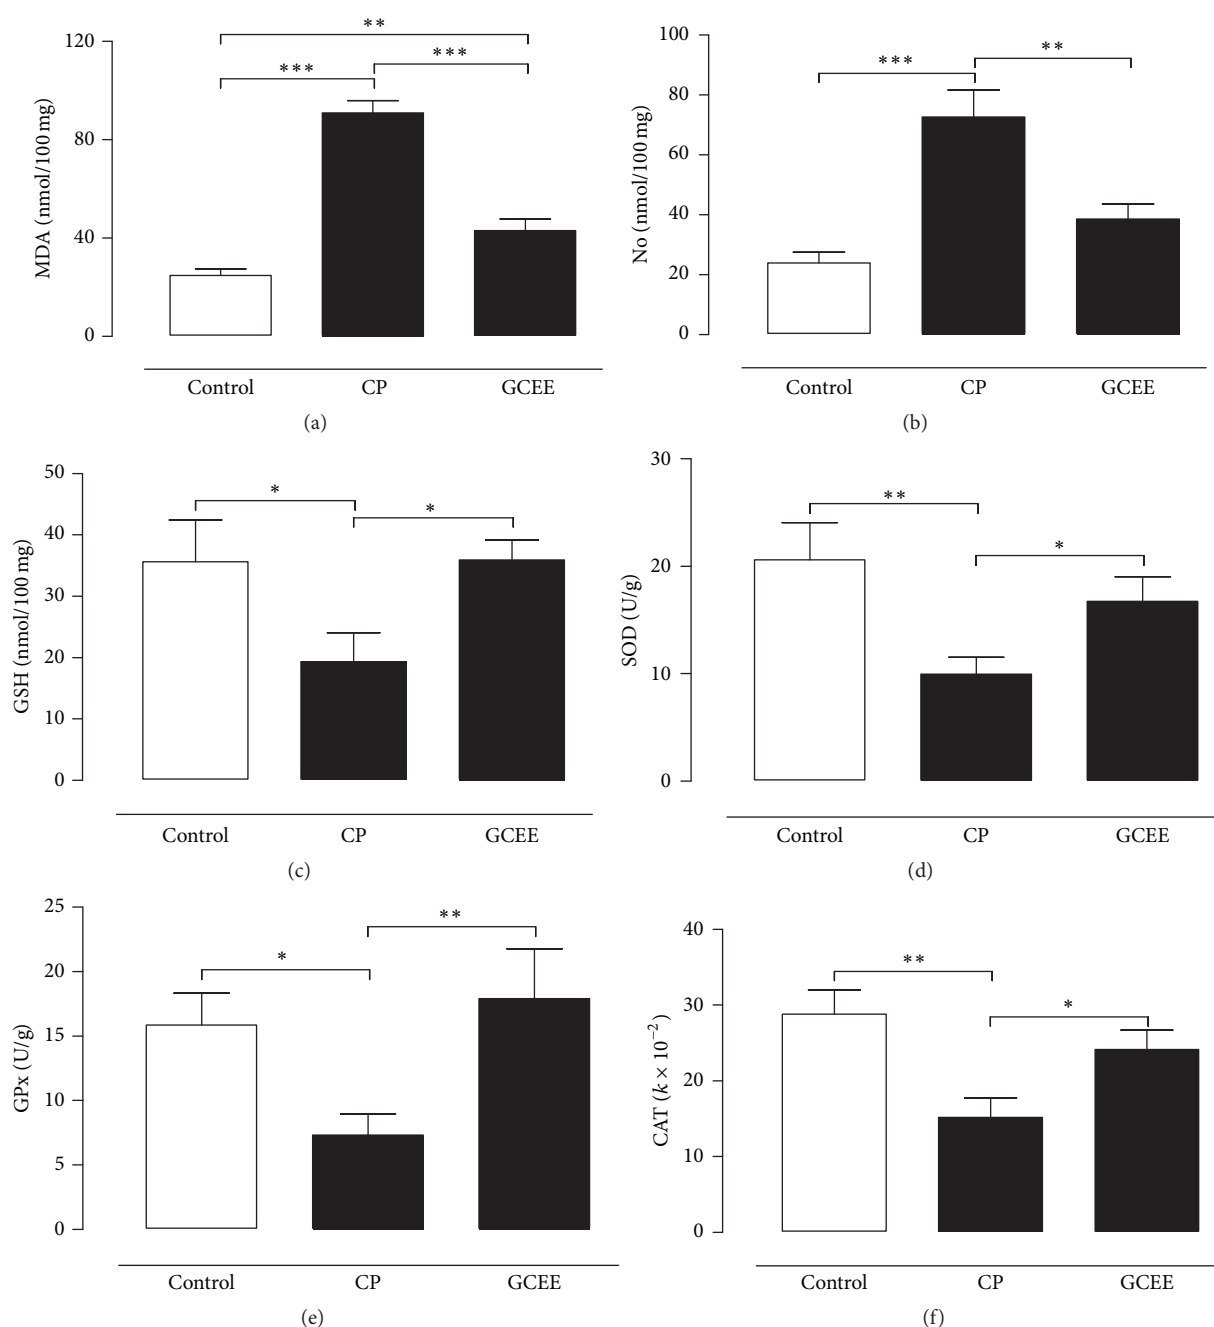 ** **
120 100
*** *** *** **
80
MDA (nmol/100 mg) 80 No (nmol/100 mg) 60
40
40
20
0 0
Control CP GCEE Control CP GCEE
(a) (b)
50 30
* **
40 * *
GSH (nmol/100 mg) 30 SOD (U/g) 20
20
10
10
0 0
Control CP GCEE Control CP GCEE
(c) (d)
25 40
** **
20 * 30 *
GPx (U/g) 15 CAT (k × 10⁻²) 20
10
5 10
0 0
Control CP GCEE Control CP GCEE
(e) (f)